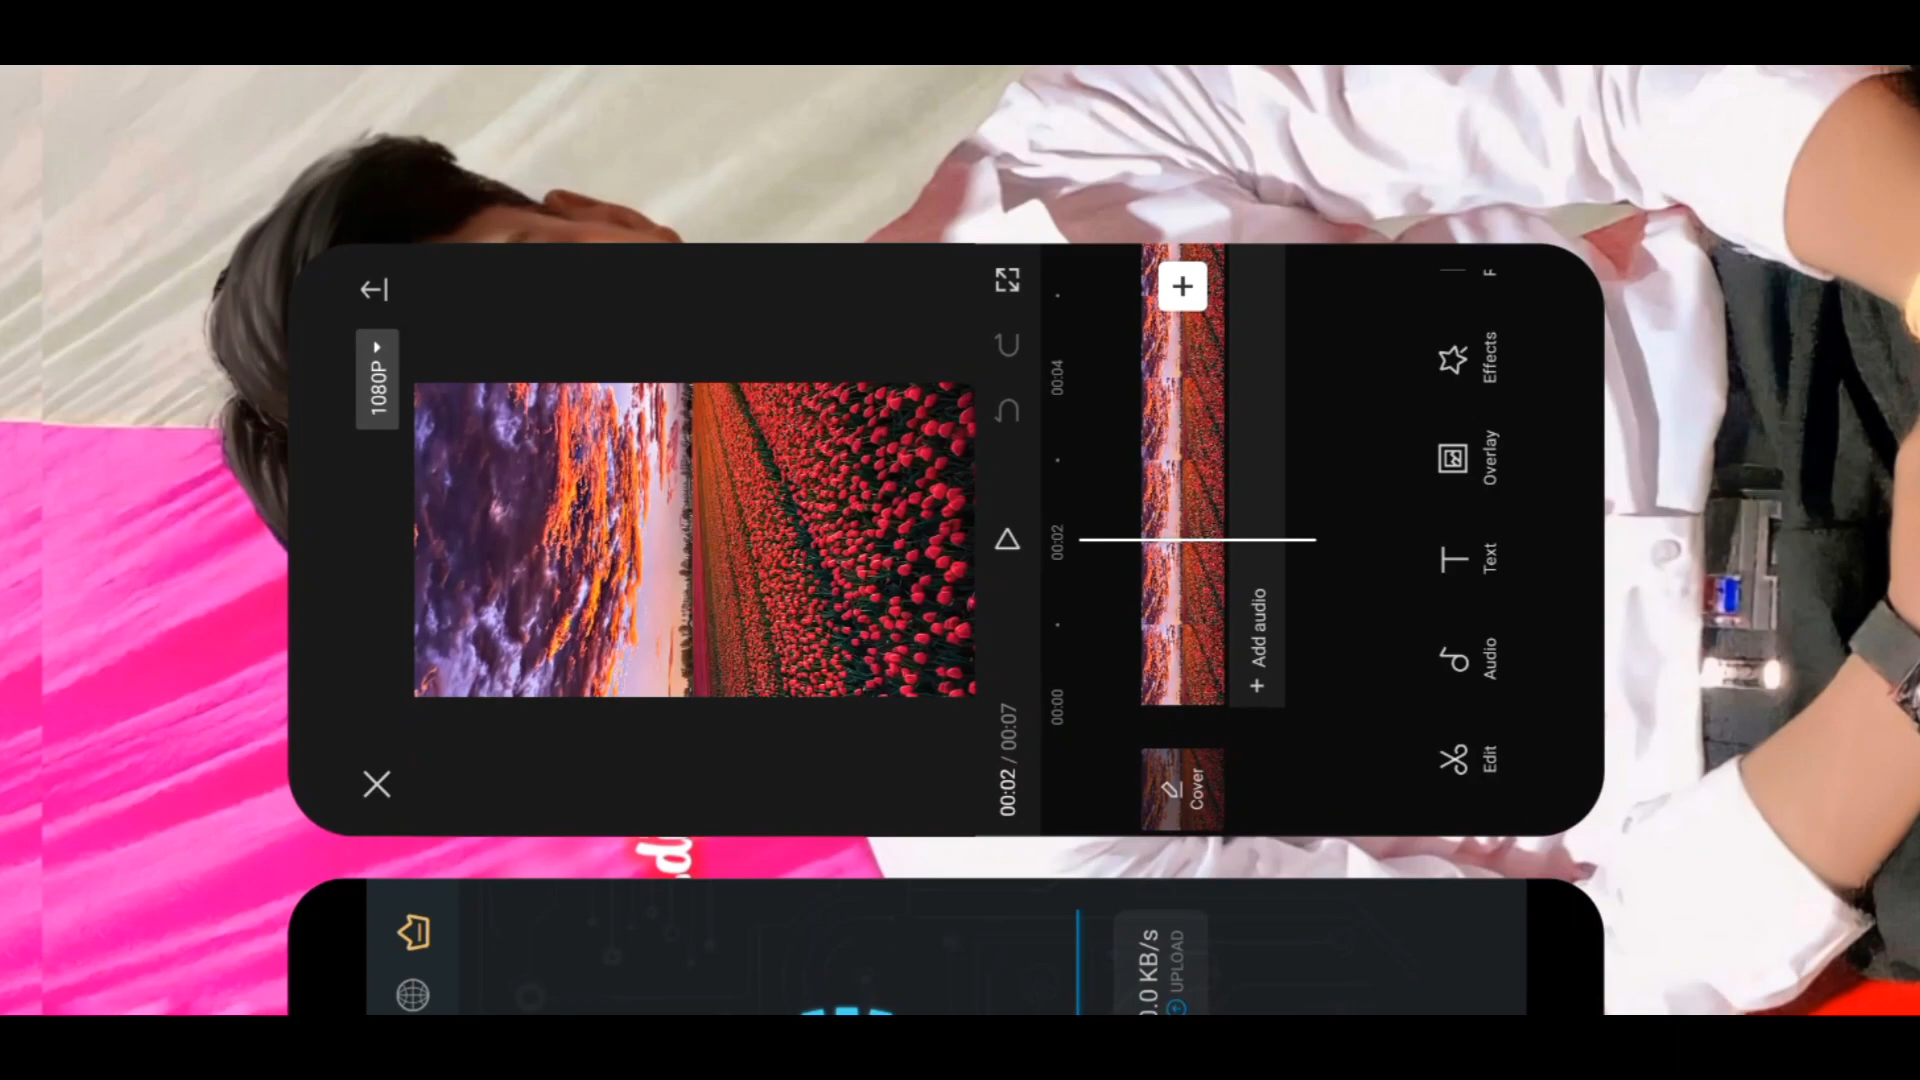 1080P
00:02 / 00:07
00:00
00:02
00:04
Cover
+ Add audio
Edit
Audio
Text
Overlay
Effects
F
0.0 KB/s
UPLOAD